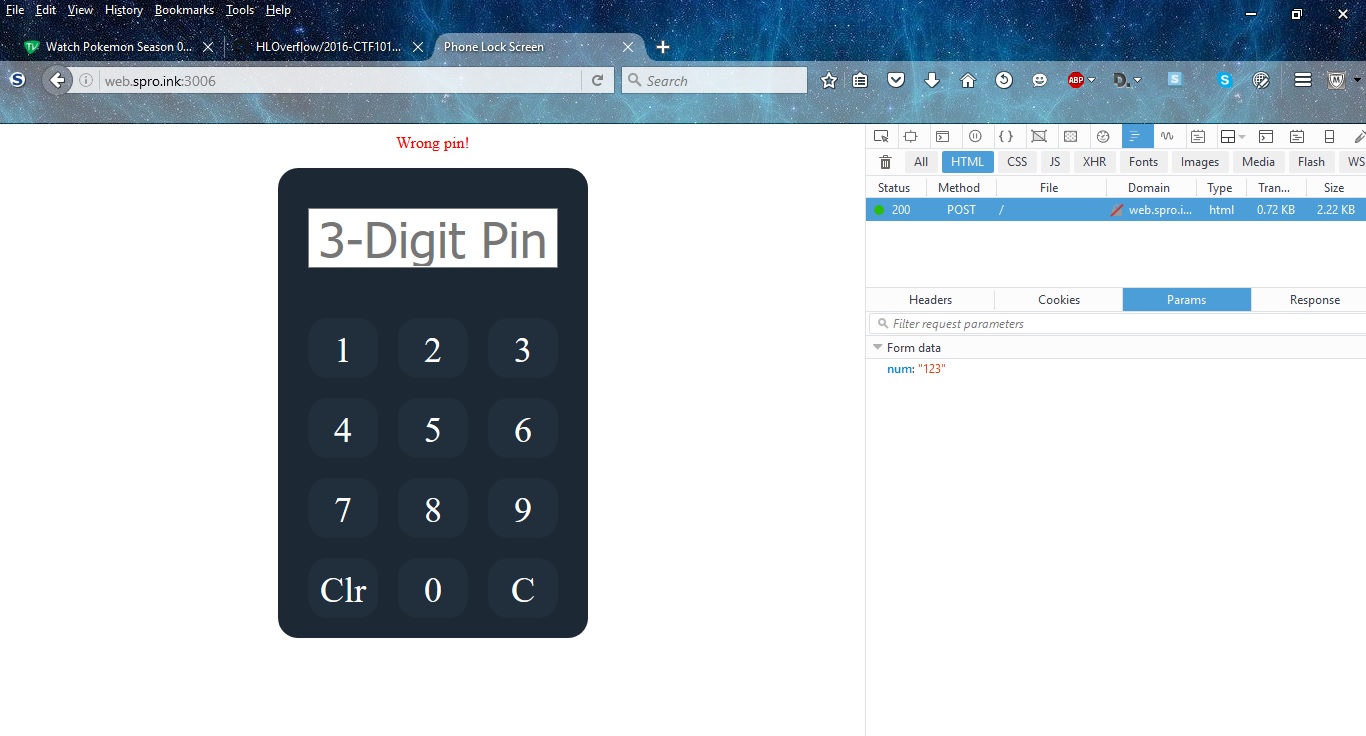 File Edit View History Bookmarks Tools Help
Watch Pokemon Season 0... HLOverflow/2016-CTF101... Phone Lock Screen
web.spro.ink:3006 Search
Wrong pin!
3-Digit Pin
1 2 3
4 5 6
7 8 9
Clr 0 C
All HTML CSS JS XHR Fonts Images Media Flash WS
Status Method File Domain Type Tran... Size
200 POST / web.spro.i... html 0.72 KB 2.22 KB
Headers Cookies Params Response
Filter request parameters
Form data
num: "123"